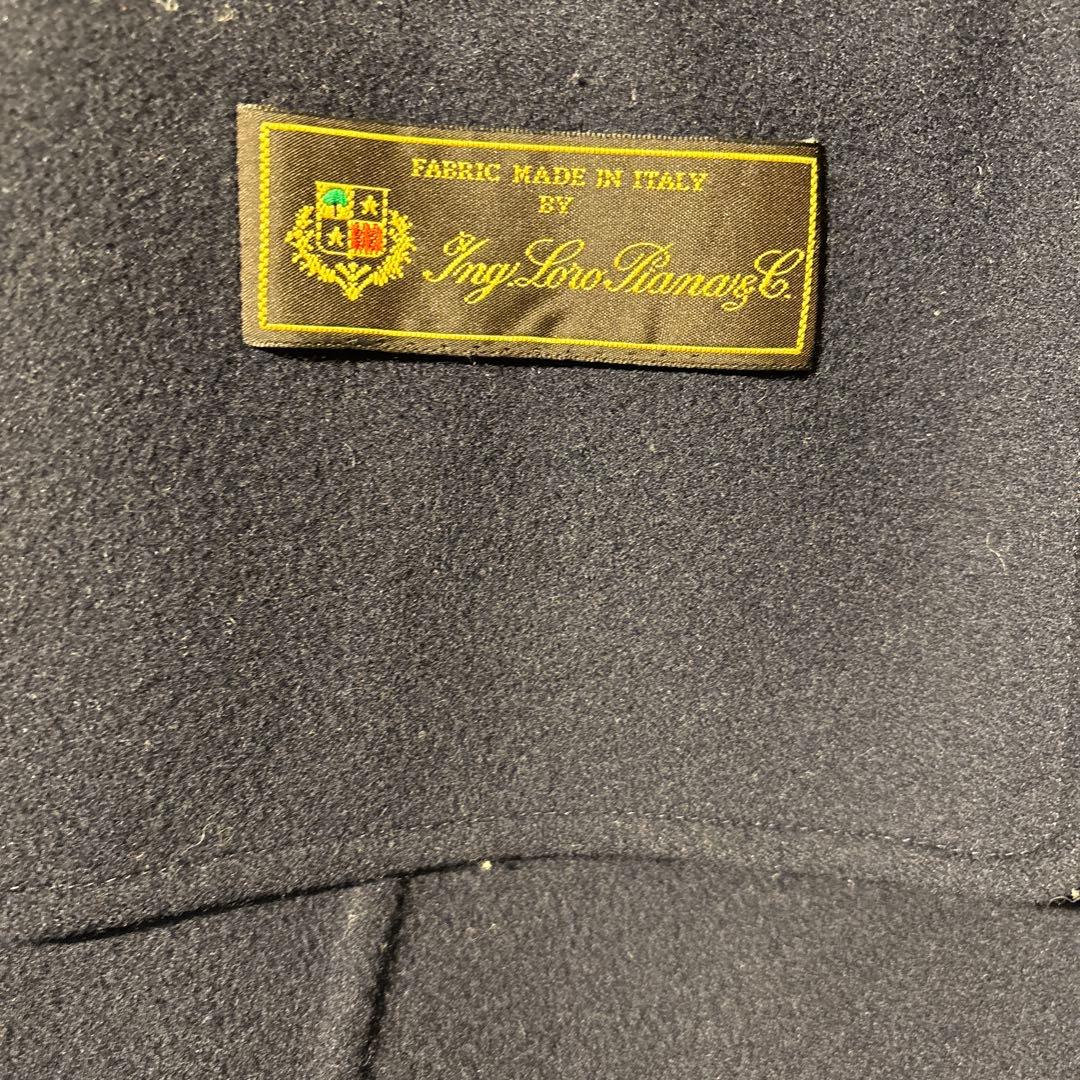 FABRIC MADE IN ITALY
BY
Ing. Loro Piana & C.